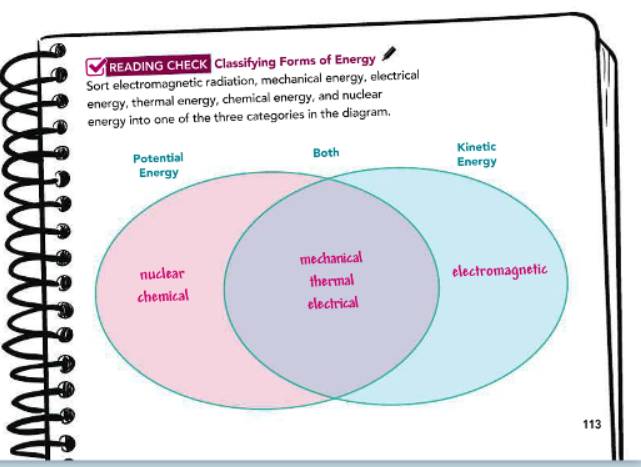 READING CHECK Classifying Forms of Energy
Sort electromagnetic radiation, mechanical energy, electrical
energy, thermal energy, chemical energy, and nuclear
energy into one of the three categories in the diagram.
Potential
Energy
Both
Kinetic
Energy
nuclear
chemical
mechanical
thermal
electrical
electromagnetic
113